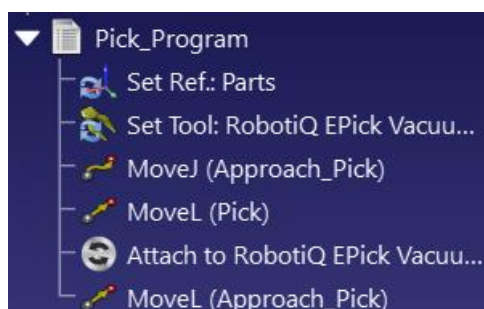 Pick_Program
Set Ref.: Parts
Set Tool: RobotiQ EPick Vacuu...
MoveJ (Approach_Pick)
MoveL (Pick)
Attach to RobotiQ EPick Vacuu...
MoveL (Approach_Pick)